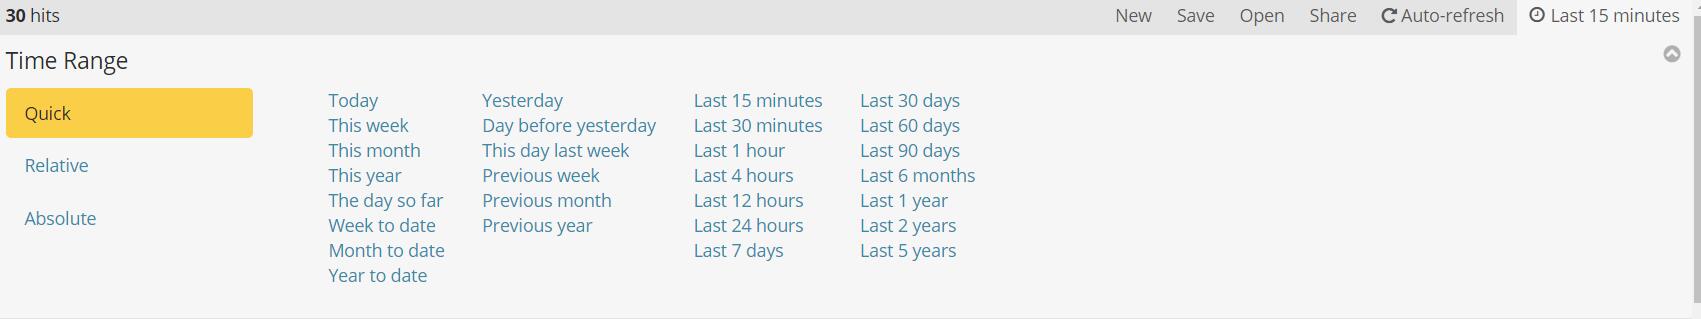 30 hits
New Save Open Share Auto-refresh Last 15 minutes
Time Range
Quick
Relative
Absolute
Today
This week
This month
This year
The day so far
Week to date
Month to date
Year to date
Yesterday
Day before yesterday
This day last week
Previous week
Previous month
Previous year
Last 15 minutes
Last 30 minutes
Last 1 hour
Last 4 hours
Last 12 hours
Last 24 hours
Last 7 days
Last 30 days
Last 60 days
Last 90 days
Last 6 months
Last 1 year
Last 2 years
Last 5 years